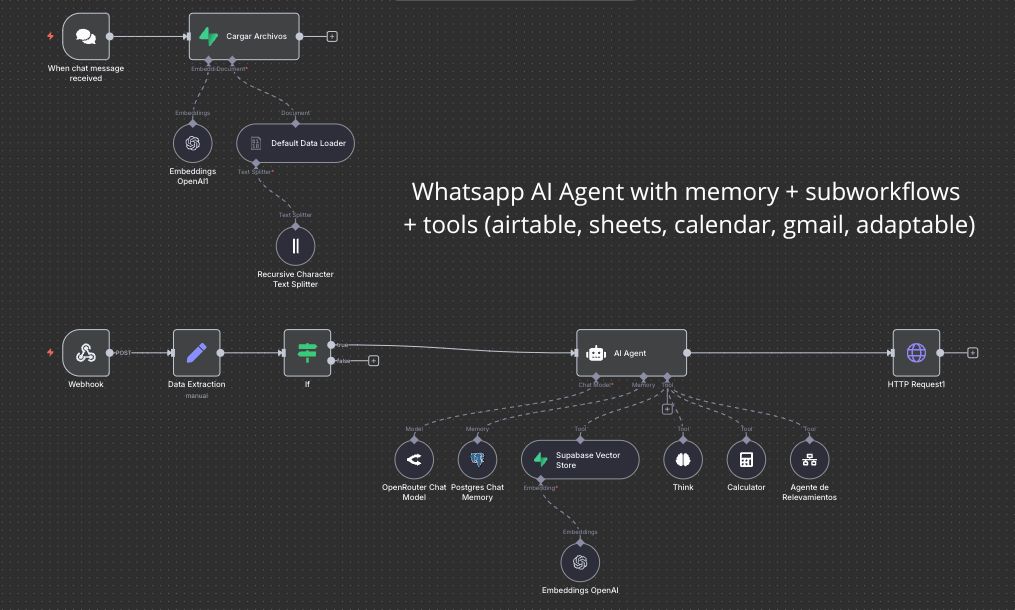 Cargar Archivos
When chat message
received
Embeddi
Document*
Embeddings
Document
Default Data Loader
Embeddings
OpenAI1
Text Splitter*
Whatsapp AI Agent with memory + subworkflows
+ tools (airtable, sheets, calendar, gmail, adaptable)
Text Splitter
Recursive Character
Text Splitter
POST
true
false
AI Agent
Webhook
Data Extraction
manual
If
Chat Model*
Memory
Tool
HTTP Request1
Model
Memory
Tool
Tool
Tool
Tool
Supabase Vector
Store
OpenRouter Chat
Model
Postgres Chat
Memory
Embedding*
Think
Calculator
Agente de
Relevamientos
Embeddings
Embeddings OpenAI